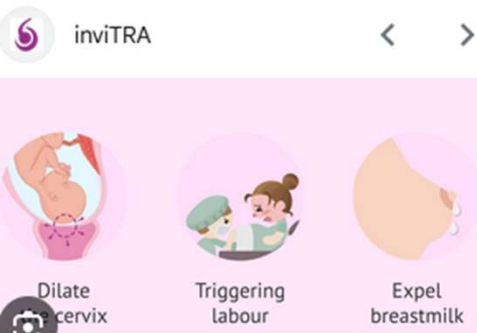 inviTRA
Dilate
cervix
Triggering
labour
Expel
breastmilk